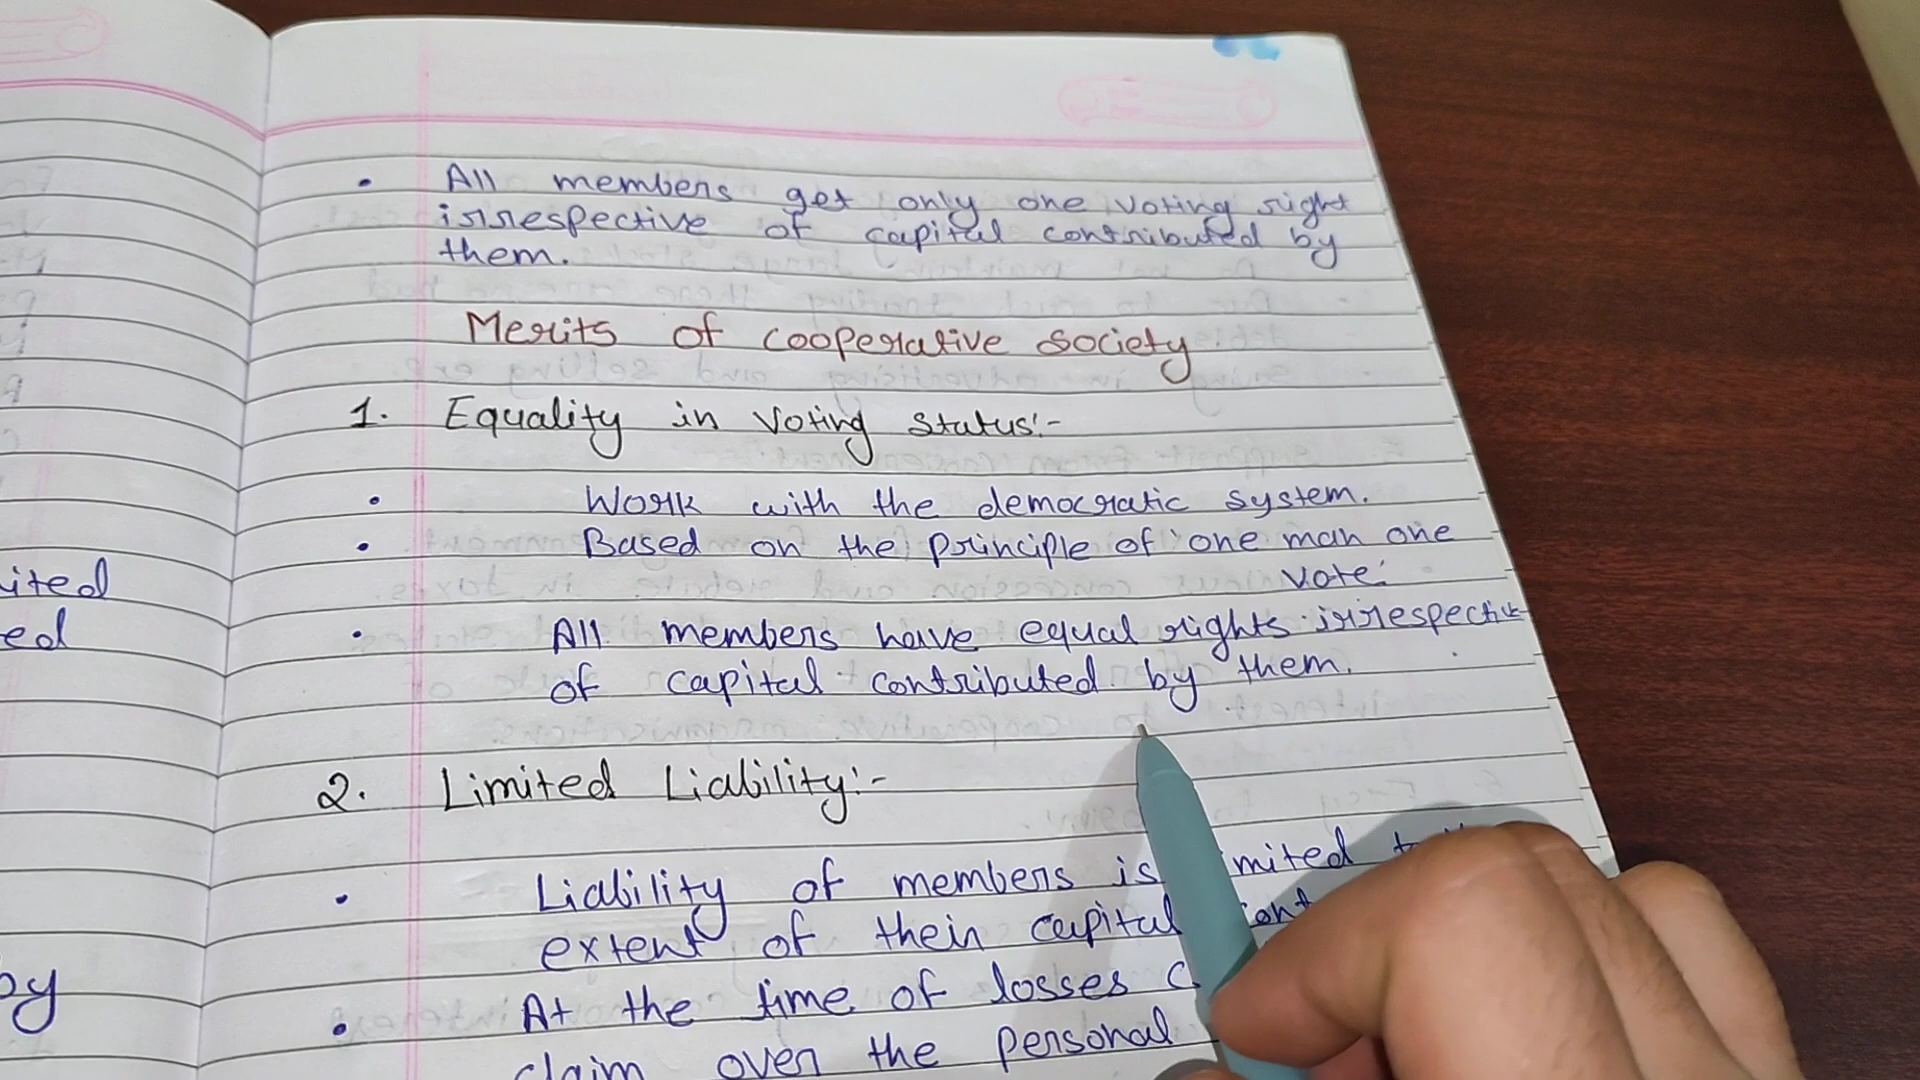 • All members get only one voting right
irrespective of capital contributed by
them.
Merits of cooperative society
1. Equality in Voting Status:-
• Work with the democratic system.
• Based on the principle of 'one man one
vote.'
• All members have equal rights irrespective
of capital contributed by them.
2. Limited Liability:-
• Liability of members is
extent of their capital
• At the time of losses
claim over the personal
by